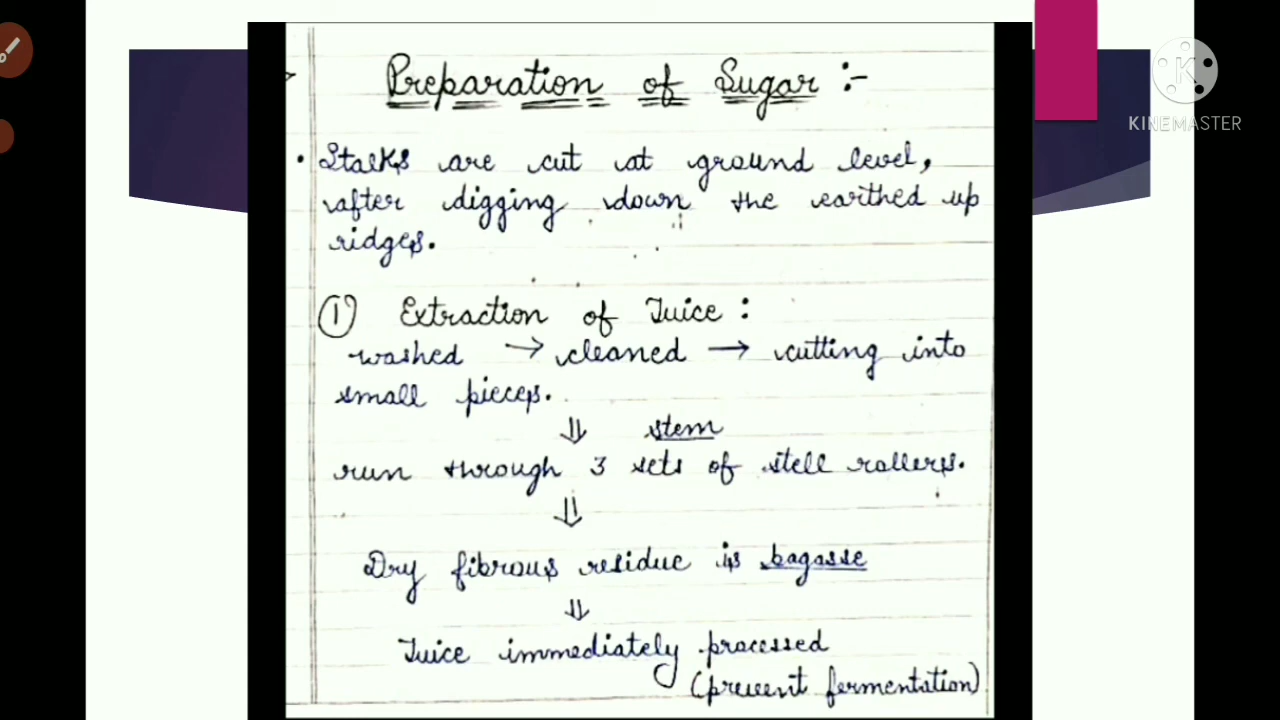 Preparation of Sugar :-
• Stalks are cut at ground level,
after digging down the earthed up
ridges.
① Extraction of Juice :
washed → cleaned → cutting into
small pieces.
⇓ stem
run through 3 sets of stell rollers.
⇓
Dry fibrous residue is bagasse
⇓
Juice immediately processed
(prevent fermentation)
K
KINEMASTER